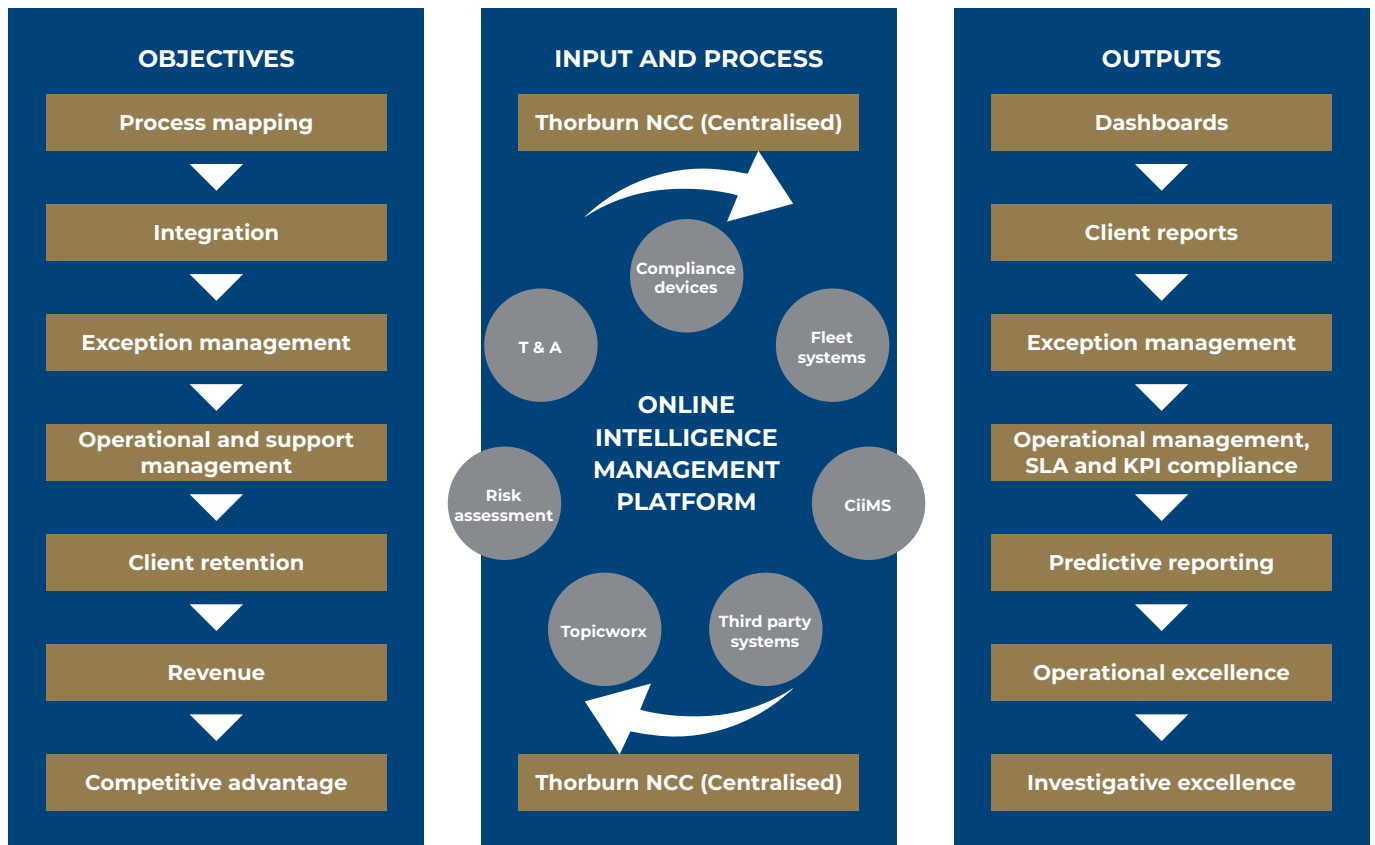 OBJECTIVES
Process mapping
Integration
Exception management
Operational and support
management
Client retention
Revenue
Competitive advantage
INPUT AND PROCESS
Thorburn NCC (Centralised)
Compliance
devices
T & A
Fleet
systems
ONLINE
INTELLIGENCE
MANAGEMENT
PLATFORM
Risk
assessment
CiiMS
Topicworx
Third party
systems
Thorburn NCC (Centralised)
OUTPUTS
Dashboards
Client reports
Exception management
Operational management,
SLA and KPI compliance
Predictive reporting
Operational excellence
Investigative excellence